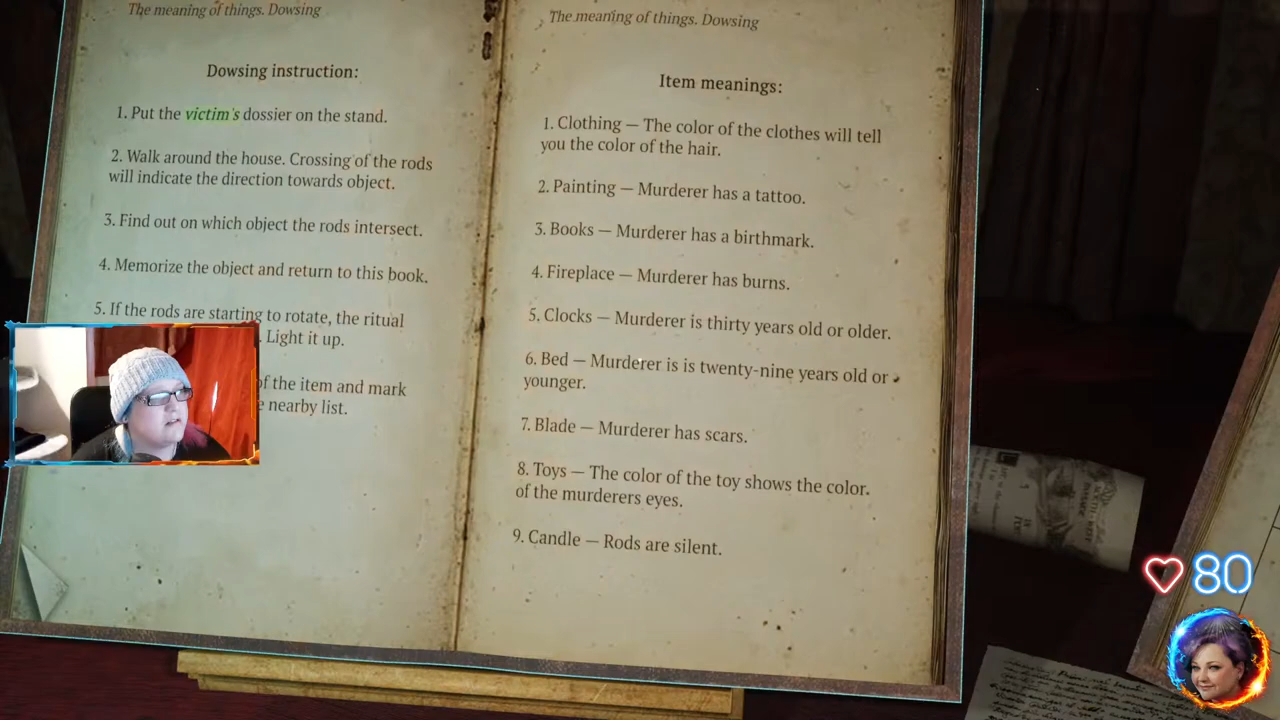 The meaning of things. Dowsing
Dowsing instruction:
1. Put the victim's dossier on the stand.
2. Walk around the house. Crossing of the rods
will indicate the direction towards object.
3. Find out on which object the rods intersect.
4. Memorize the object and return to this book.
5. If the rods are starting to rotate, the ritual
. Light it up.
of the item and mark
nearby list.
The meaning of things. Dowsing
Item meanings:
1. Clothing — The color of the clothes will tell
you the color of the hair.
2. Painting — Murderer has a tattoo.
3. Books — Murderer has a birthmark.
4. Fireplace — Murderer has burns.
5. Clocks — Murderer is thirty years old or older.
6. Bed — Murderer is is twenty-nine years old or
younger.
7. Blade — Murderer has scars.
8. Toys — The color of the toy shows the color.
of the murderers eyes.
9. Candle — Rods are silent.
80